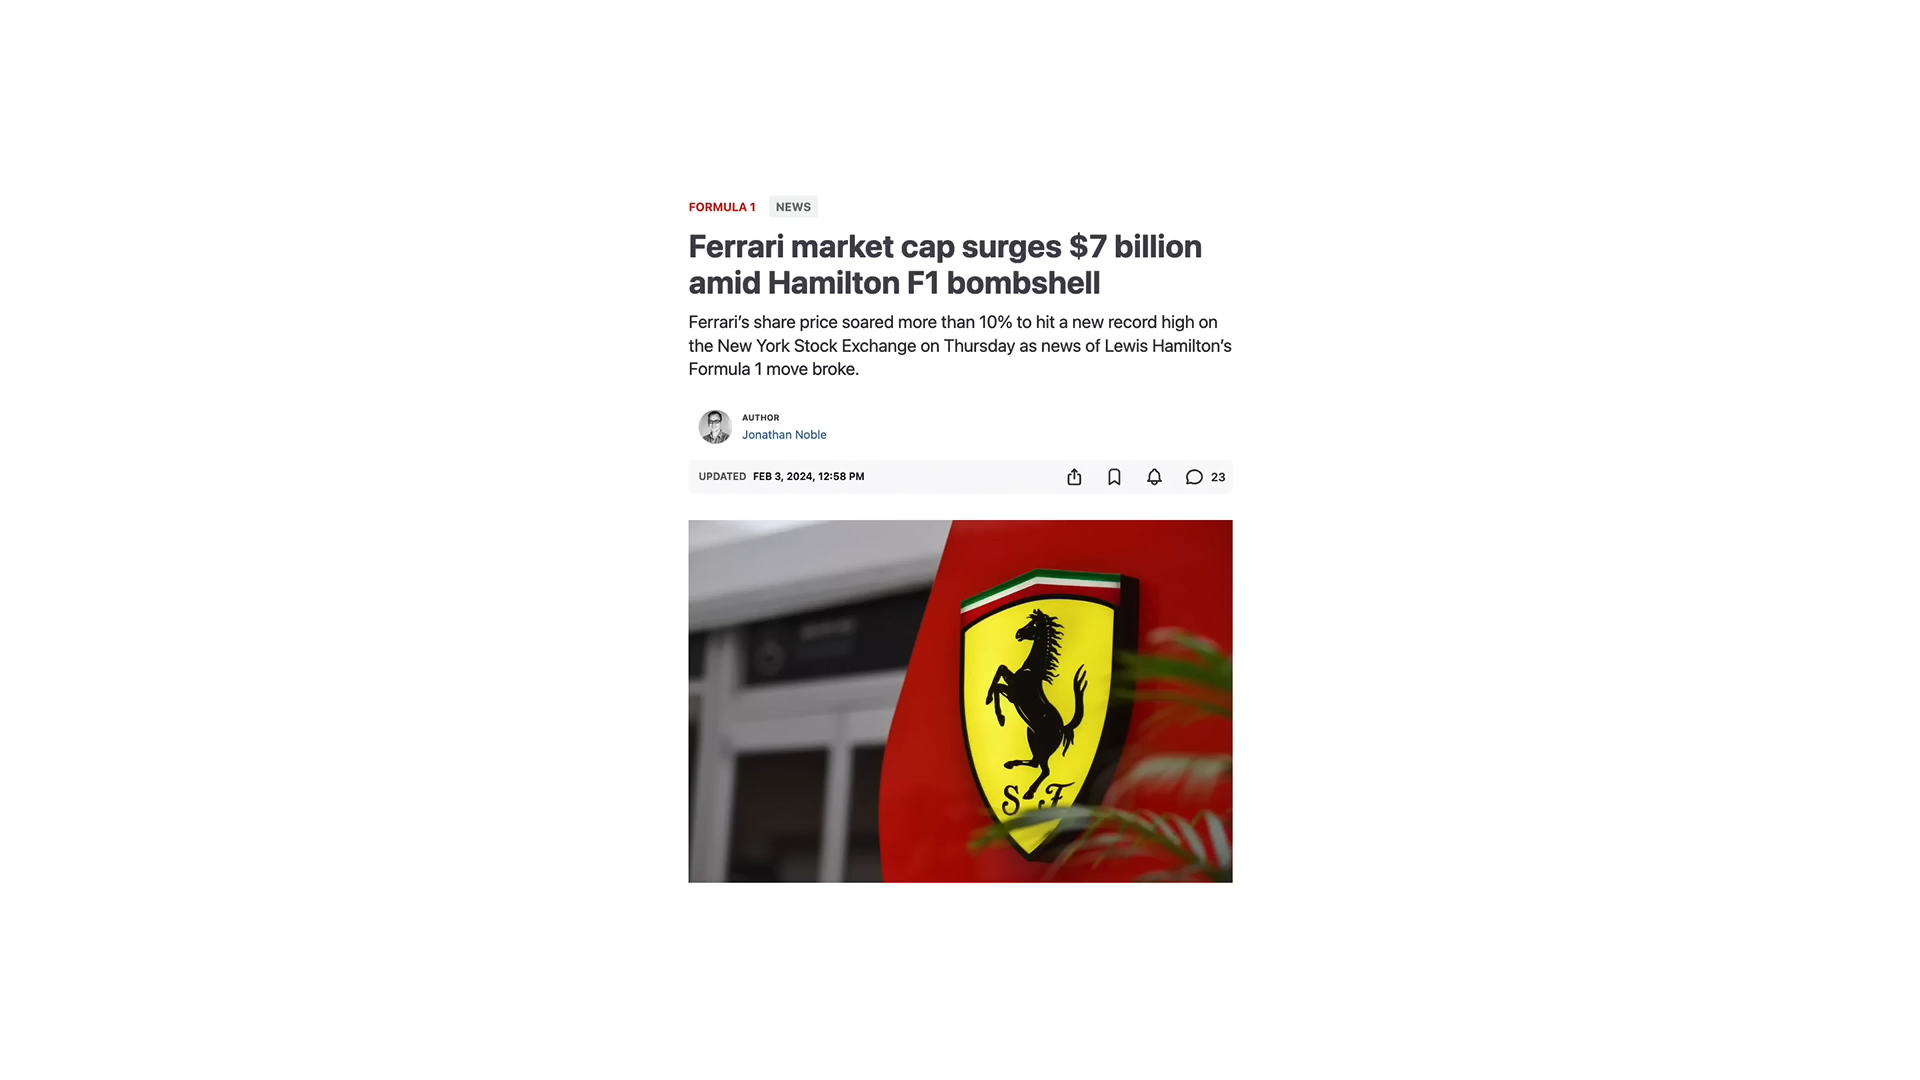 FORMULA 1 NEWS
Ferrari market cap surges $7 billion
amid Hamilton F1 bombshell
Ferrari’s share price soared more than 10% to hit a new record high on
the New York Stock Exchange on Thursday as news of Lewis Hamilton’s
Formula 1 move broke.
AUTHOR
Jonathan Noble
UPDATED FEB 3, 2024, 12:58 PM
23
S F